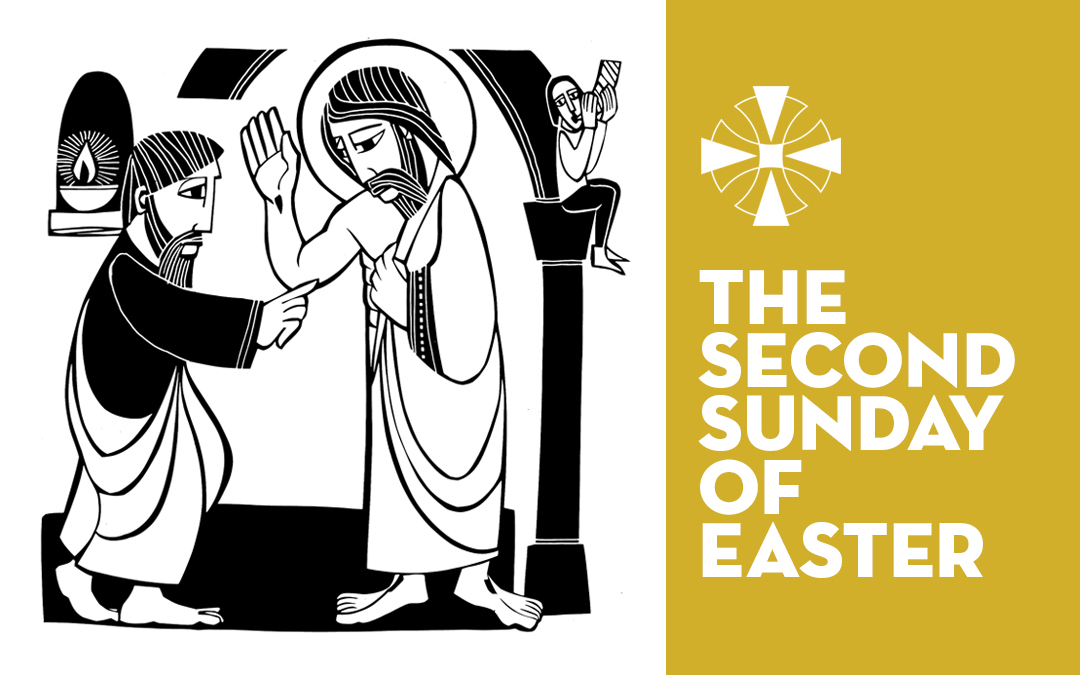 THE
SECOND
SUNDAY
OF
EASTER